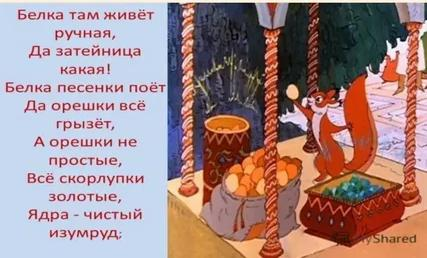 Белка там живёт
ручная,
Да затейница
какая!
Белка песенки поёт
Да орешки всё
грызёт,
А орешки не
простые,
Всё скорлупки
золотые,
Ядра - чистый
изумруд;
MyShared